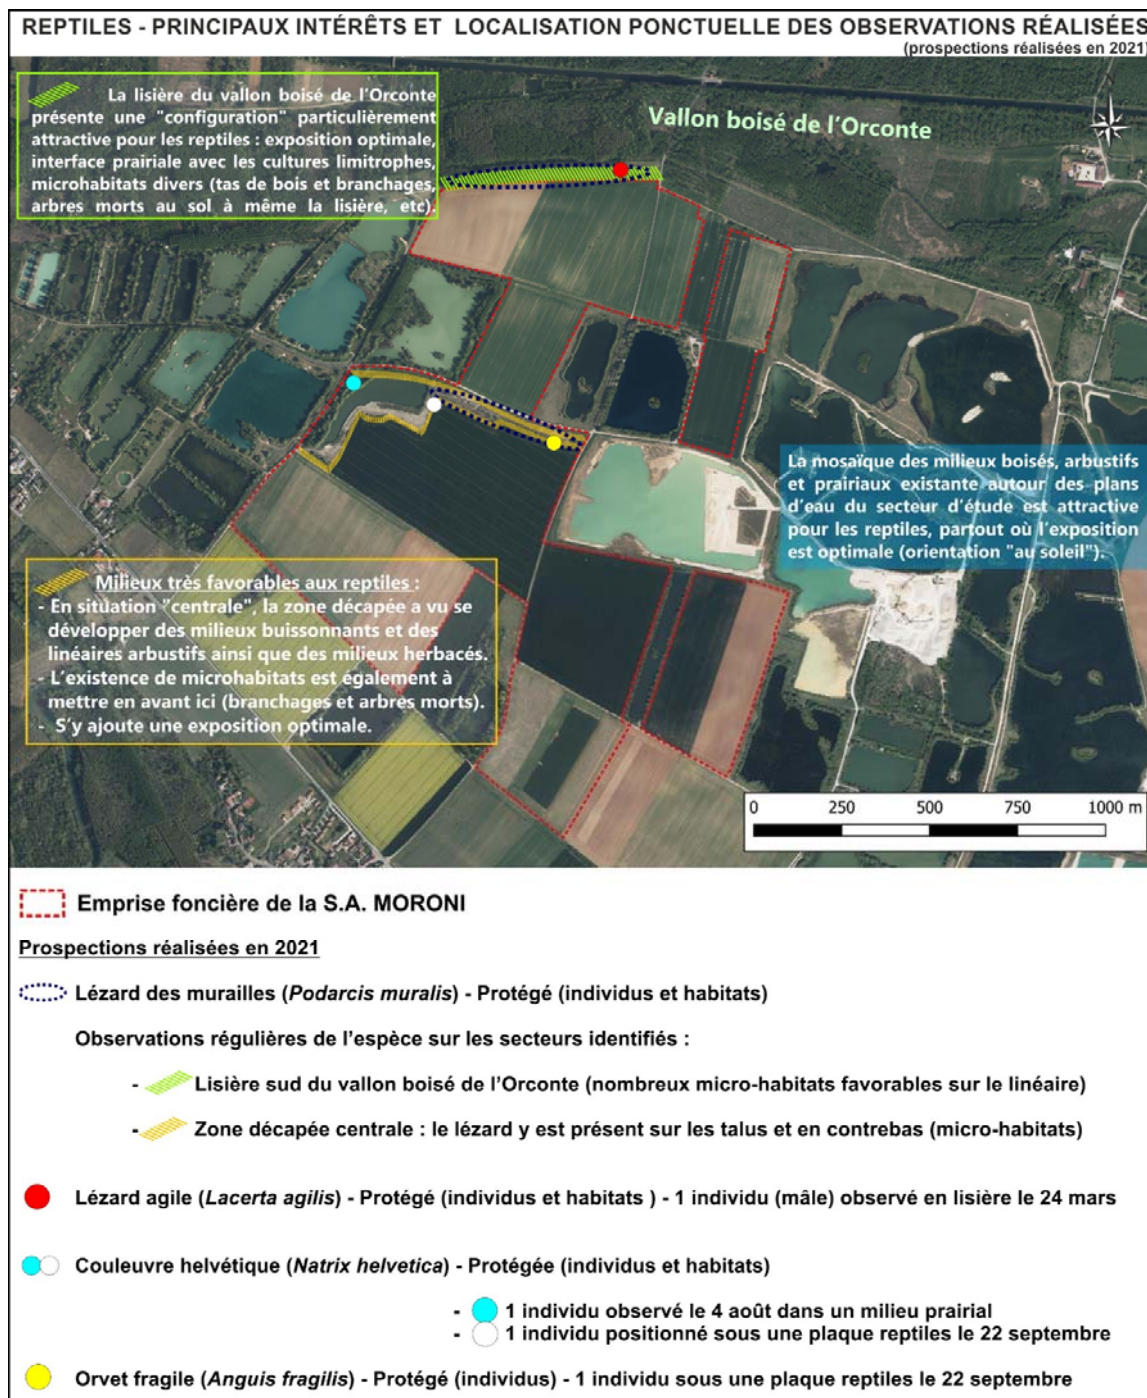 REPTILES - PRINCIPAUX INTÉRÊTS ET LOCALISATION PONCTUELLE DES OBSERVATIONS RÉALISÉES
(prospections réalisées en 2021)
La lisière du vallon boisé de l'Orconte
présente une "configuration" particulièrement
attractive pour les reptiles : exposition optimale,
interface prairiale avec les cultures limitrophes,
microhabitats divers (tas de bois et branchages,
arbres morts au sol à même la lisière, etc).
Vallon boisé de l'Orconte
La mosaïque des milieux boisés, arbustifs
et prairiaux existante autour des plans
d'eau du secteur d'étude est attractive
pour les reptiles, partout où l'exposition
est optimale (orientation "au soleil").
Milieux très favorables aux reptiles :
- En situation "centrale", la zone décapée a vu se
développer des milieux buissonnants et des
linéaires arbustifs ainsi que des milieux herbacés.
- L'existence de microhabitats est également à
mettre en avant ici (branchages et arbres morts).
- S'y ajoute une exposition optimale.
0 250 500 750 1000 m
Emprise foncière de la S.A. MORONI
Prospections réalisées en 2021
Lézard des murailles (Podarcis muralis) - Protégé (individus et habitats)
Observations régulières de l'espèce sur les secteurs identifiés :
- Lisière sud du vallon boisé de l'Orconte (nombreux micro-habitats favorables sur le linéaire)
- Zone décapée centrale : le lézard y est présent sur les talus et en contrebas (micro-habitats)
Lézard agile (Lacerta agilis) - Protégé (individus et habitats ) - 1 individu (mâle) observé en lisière le 24 mars
Couleuvre helvétique (Natrix helvetica) - Protégée (individus et habitats)
- 1 individu observé le 4 août dans un milieu prairial
- 1 individu positionné sous une plaque reptiles le 22 septembre
Orvet fragile (Anguis fragilis) - Protégé (individus) - 1 individu sous une plaque reptiles le 22 septembre